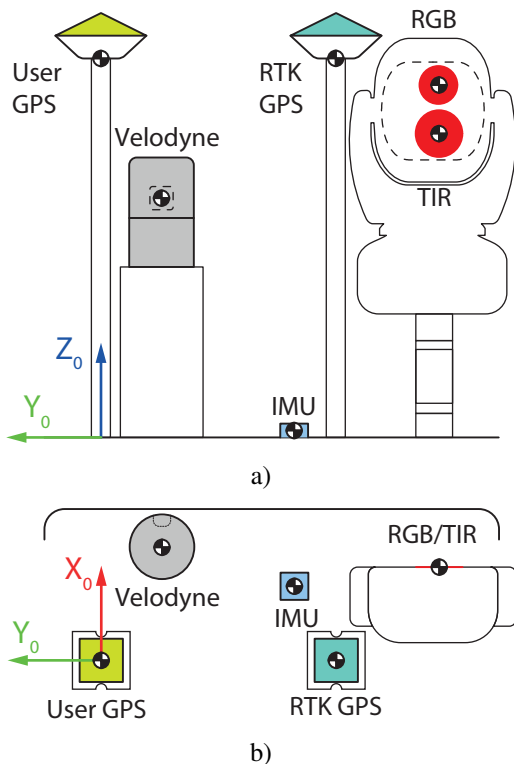 RGB
User
GPS
RTK
GPS
Velodyne
TIR
Z₀
Y₀
IMU
a)
RGB/TIR
X₀
Velodyne
IMU
Y₀
User GPS
RTK GPS
b)